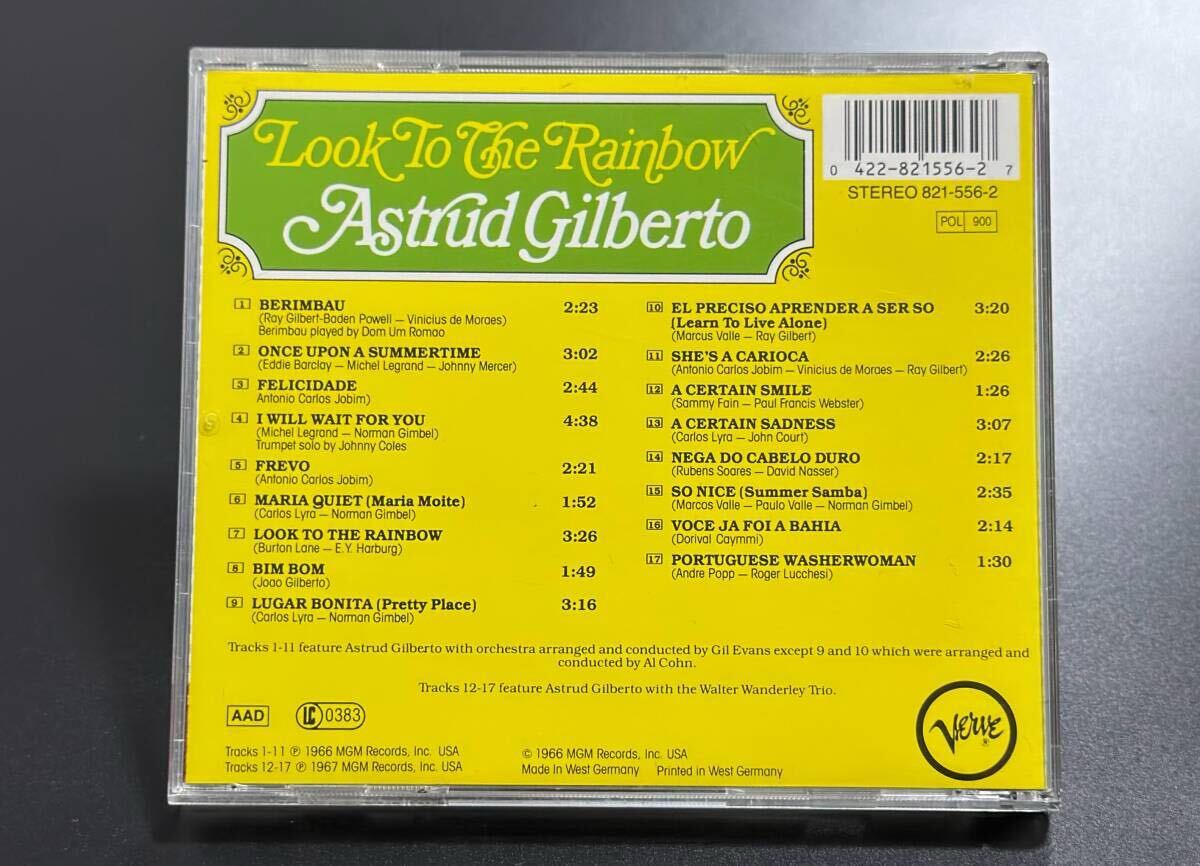 Look To The Rainbow
Astrud Gilberto
0 422-821556-2 7
STEREO 821-556-2
POL 900
1 BERIMBAU 2:23
(Ray Gilbert-Baden Powell – Vinicius de Moraes)
Berimbau played by Dom Um Romao
2 ONCE UPON A SUMMERTIME 3:02
(Eddie Barclay – Michel Legrand – Johnny Mercer)
3 FELICIDADE 2:44
Antonio Carlos Jobim)
4 I WILL WAIT FOR YOU 4:38
(Michel Legrand – Norman Gimbel)
Trumpet solo by Johnny Coles
5 FREVO 2:21
(Antonio Carlos Jobim)
6 MARIA QUIET (Maria Moite) 1:52
(Carlos Lyra – Norman Gimbel)
7 LOOK TO THE RAINBOW 3:26
(Burton Lane – E.Y. Harburg)
8 BIM BOM 1:49
(Joao Gilberto)
9 LUGAR BONITA (Pretty Place) 3:16
(Carlos Lyra – Norman Gimbel)
10 EL PRECISO APRENDER A SER SO 3:20
(Learn To Live Alone)
(Marcus Valle – Ray Gilbert)
11 SHE'S A CARIOCA 2:26
(Antonio Carlos Jobim – Vinicius de Moraes – Ray Gilbert)
12 A CERTAIN SMILE 1:26
(Sammy Fain – Paul Francis Webster)
13 A CERTAIN SADNESS 3:07
(Carlos Lyra – John Court)
14 NEGA DO CABELO DURO 2:17
(Rubens Soares – David Nasser)
15 SO NICE (Summer Samba) 2:35
(Marcos Valle – Paulo Valle – Norman Gimbel)
16 VOCE JA FOI A BAHIA 2:14
(Dorival Caymmi)
17 PORTUGUESE WASHERWOMAN 1:30
(Andre Popp – Roger Lucchesi)
Tracks 1-11 feature Astrud Gilberto with orchestra arranged and conducted by Gil Evans except 9 and 10 which were arranged and
conducted by Al Cohn.
Tracks 12-17 feature Astrud Gilberto with the Walter Wanderley Trio.
AAD LC 0383
Verve ®
Tracks 1-11 ℗ 1966 MGM Records, Inc. USA
Tracks 12-17 ℗ 1967 MGM Records, Inc. USA
© 1966 MGM Records, Inc. USA
Made in West Germany Printed in West Germany